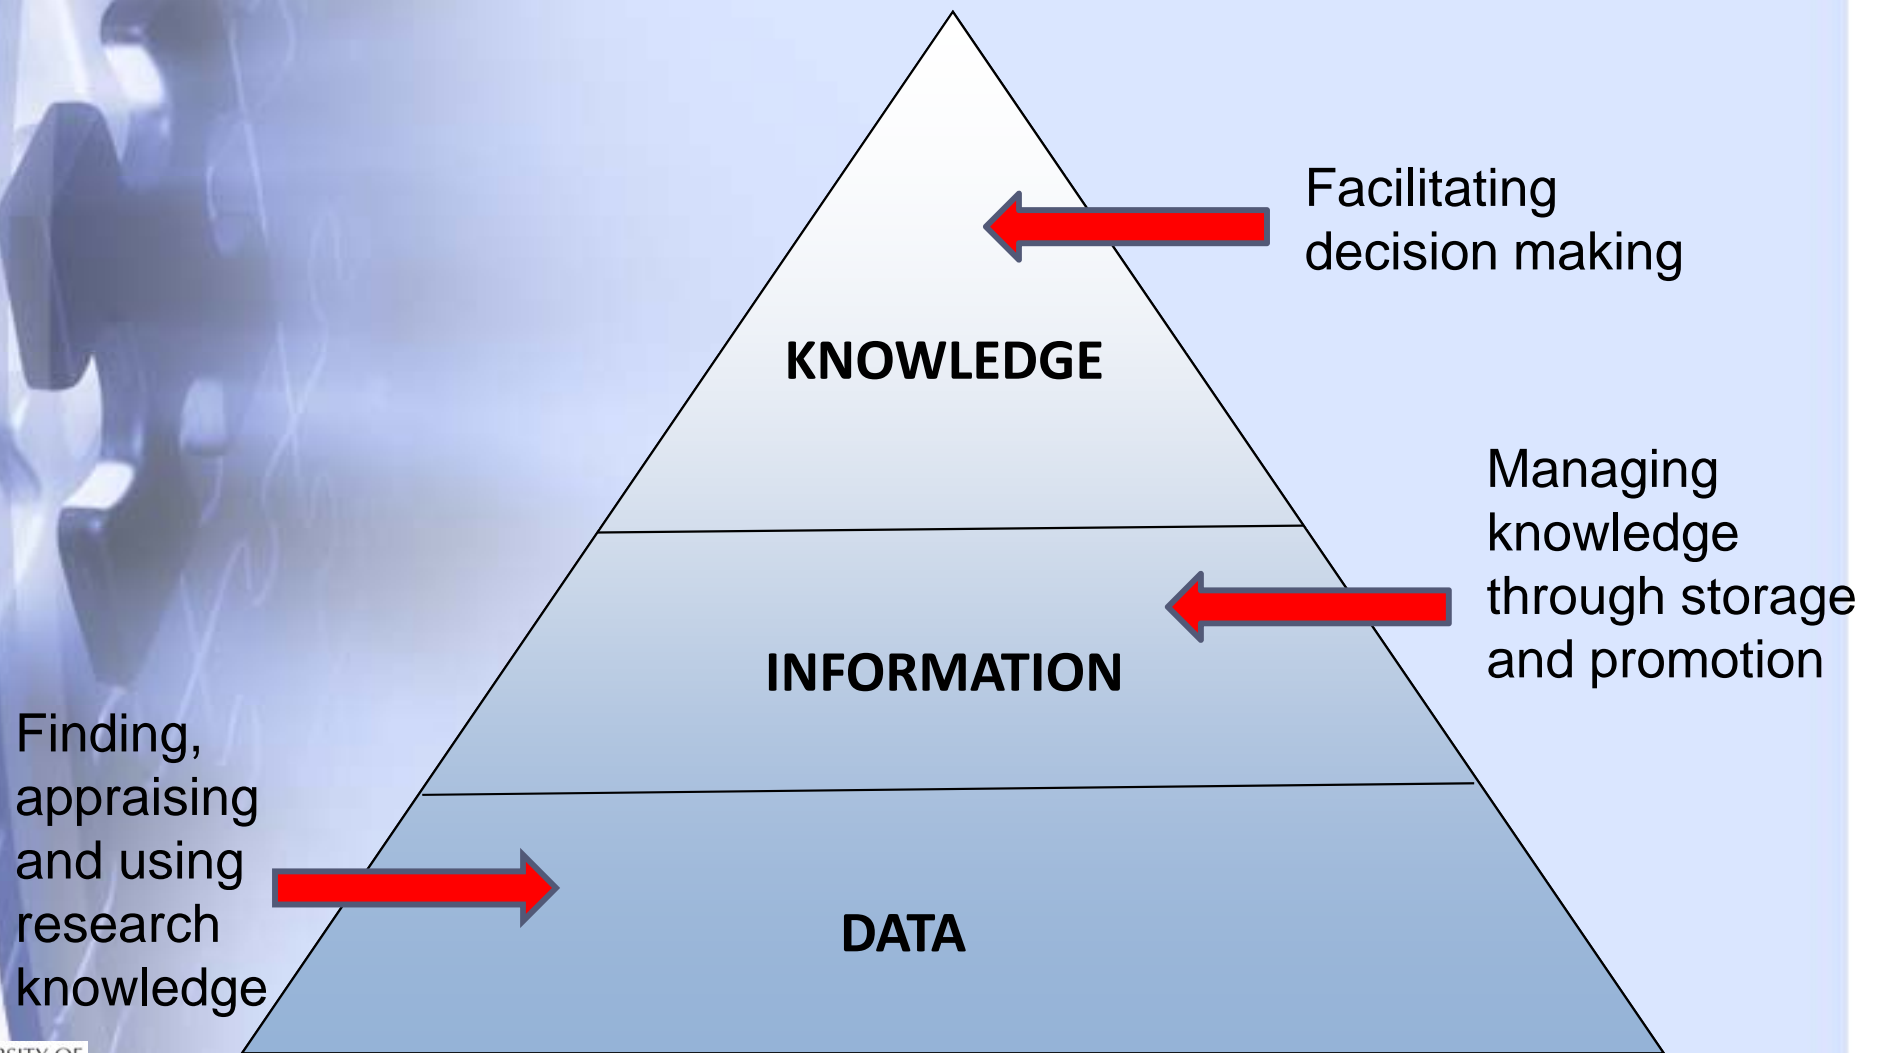 Facilitating
decision making
KNOWLEDGE
Managing
knowledge
through storage
and promotion
INFORMATION
Finding,
appraising
and using
research
knowledge
DATA